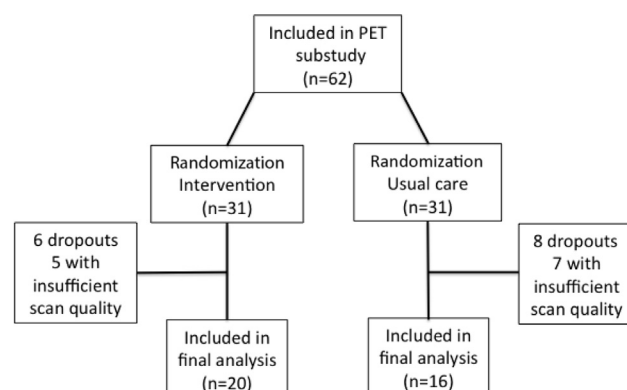 Included in PET
substudy
(n=62)
Randomization
Intervention
(n=31)
Randomization
Usual care
(n=31)
6 dropouts
5 with
insufficient
scan quality
8 dropouts
7 with
insufficient
scan quality
Included in
final analysis
(n=20)
Included in
final analysis
(n=16)